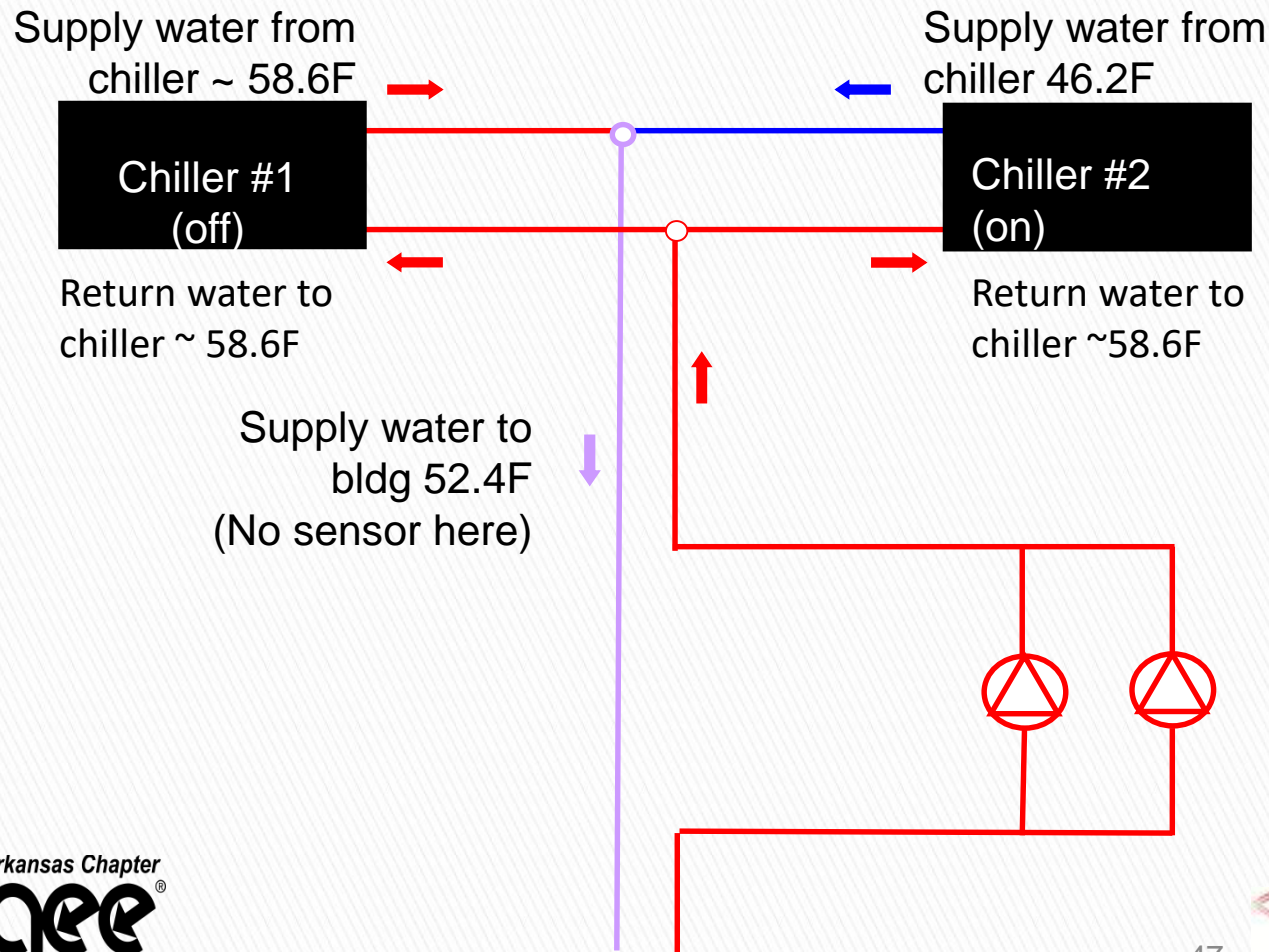 Supply water from
chiller ~ 58.6F
Supply water from
chiller 46.2F
Chiller #1
(off)
Chiller #2
(on)
Return water to
chiller ~ 58.6F
Return water to
chiller ~58.6F
Supply water to
bldg 52.4F
(No sensor here)
rkansas Chapter
aee®